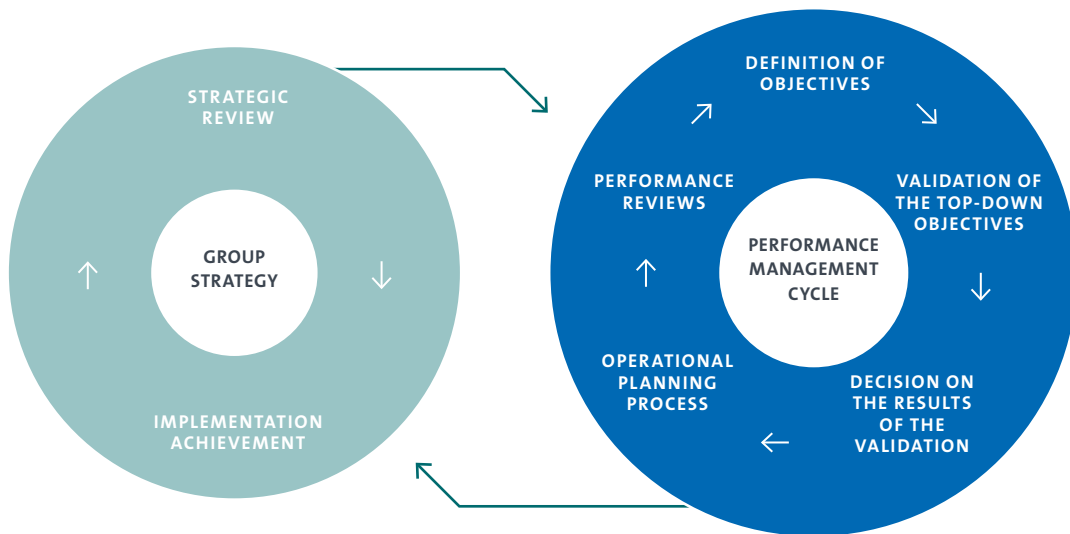 STRATEGIC
REVIEW
GROUP
STRATEGY
IMPLEMENTATION
ACHIEVEMENT
DEFINITION OF
OBJECTIVES
VALIDATION OF
THE TOP-DOWN
OBJECTIVES
DECISION ON
THE RESULTS
OF THE
VALIDATION
OPERATIONAL
PLANNING
PROCESS
PERFORMANCE
REVIEWS
PERFORMANCE
MANAGEMENT
CYCLE